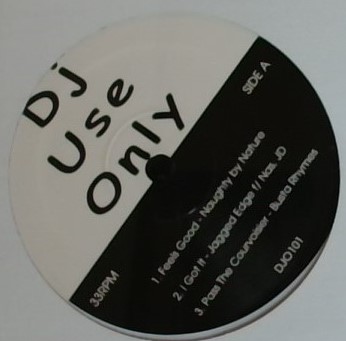 Dj
Use
Only
SIDE A
1. Feels Good - Naughty by Nature
2. I Got It - Jagged Edge f/ Nas, JD
3. Pass The Courvoisier - Busta Rhymes
33RPM
DJO101